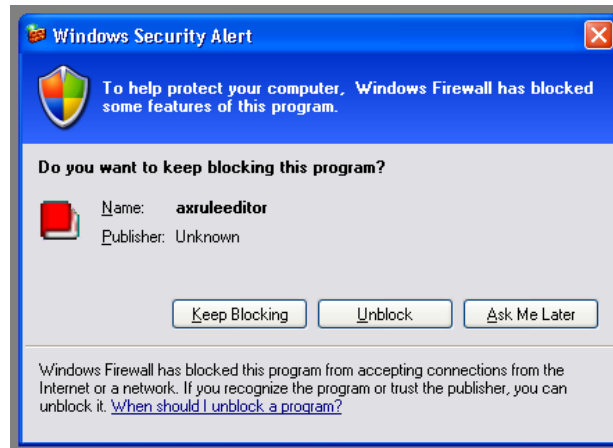 Windows Security Alert
To help protect your computer, Windows Firewall has blocked
some features of this program.
Do you want to keep blocking this program?
Name: axruleeditor
Publisher: Unknown
Keep Blocking Unblock Ask Me Later
Windows Firewall has blocked this program from accepting connections from the
Internet or a network. If you recognize the program or trust the publisher, you can
unblock it. When should I unblock a program?